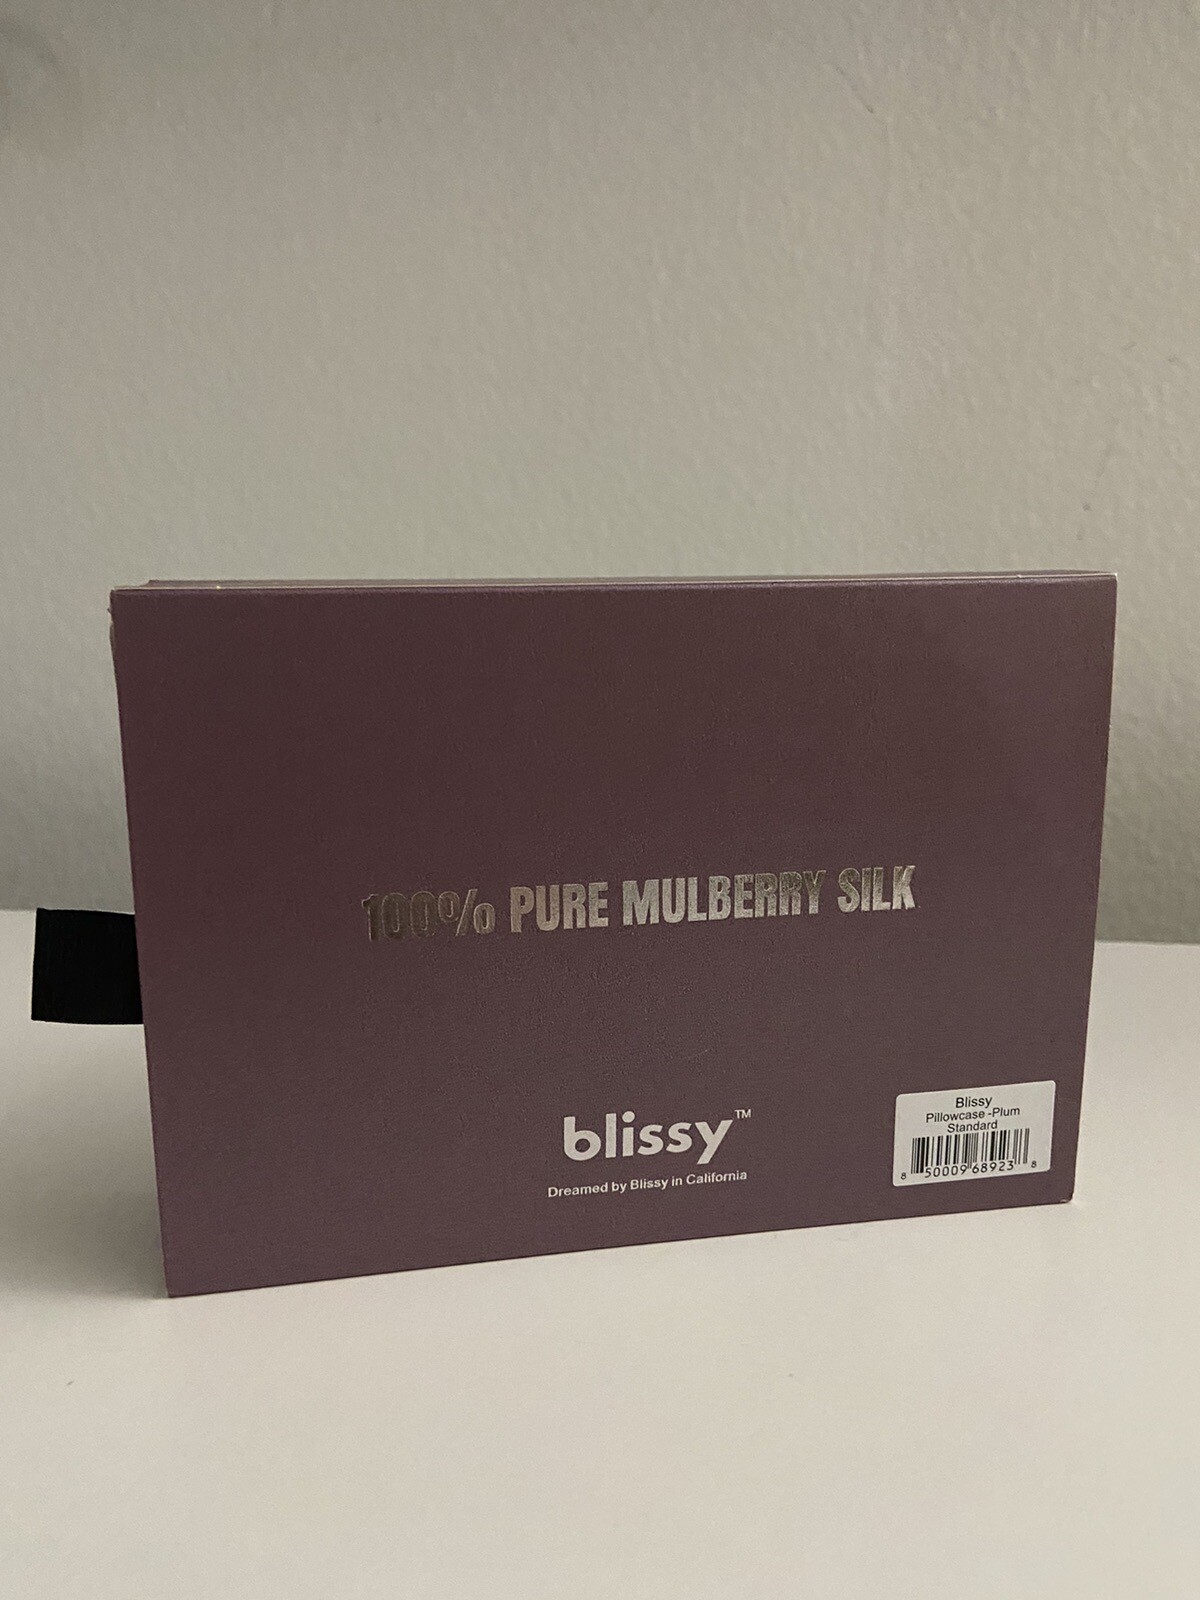 100% PURE MULBERRY SILK
blissy™
Dreamed by Blissy in California
Blissy
Pillowcase -Plum
Standard
8 50009 68923 8